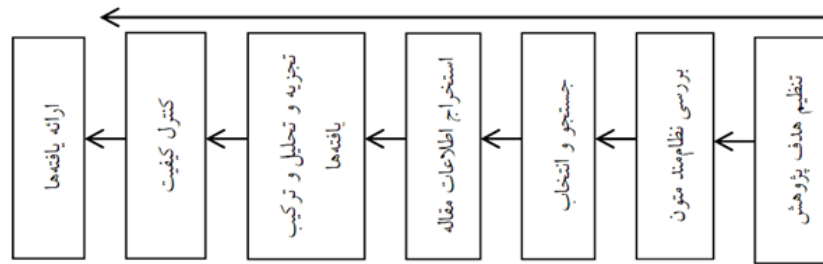 تنظیم هدف پژوهش
بررسی نظام‌مند متون
جستجو و انتخاب
استخراج اطلاعات مقاله
تجزیه و تحلیل و ترکیب
یافته‌ها
کنترل کیفیت
ارائه یافته‌ها